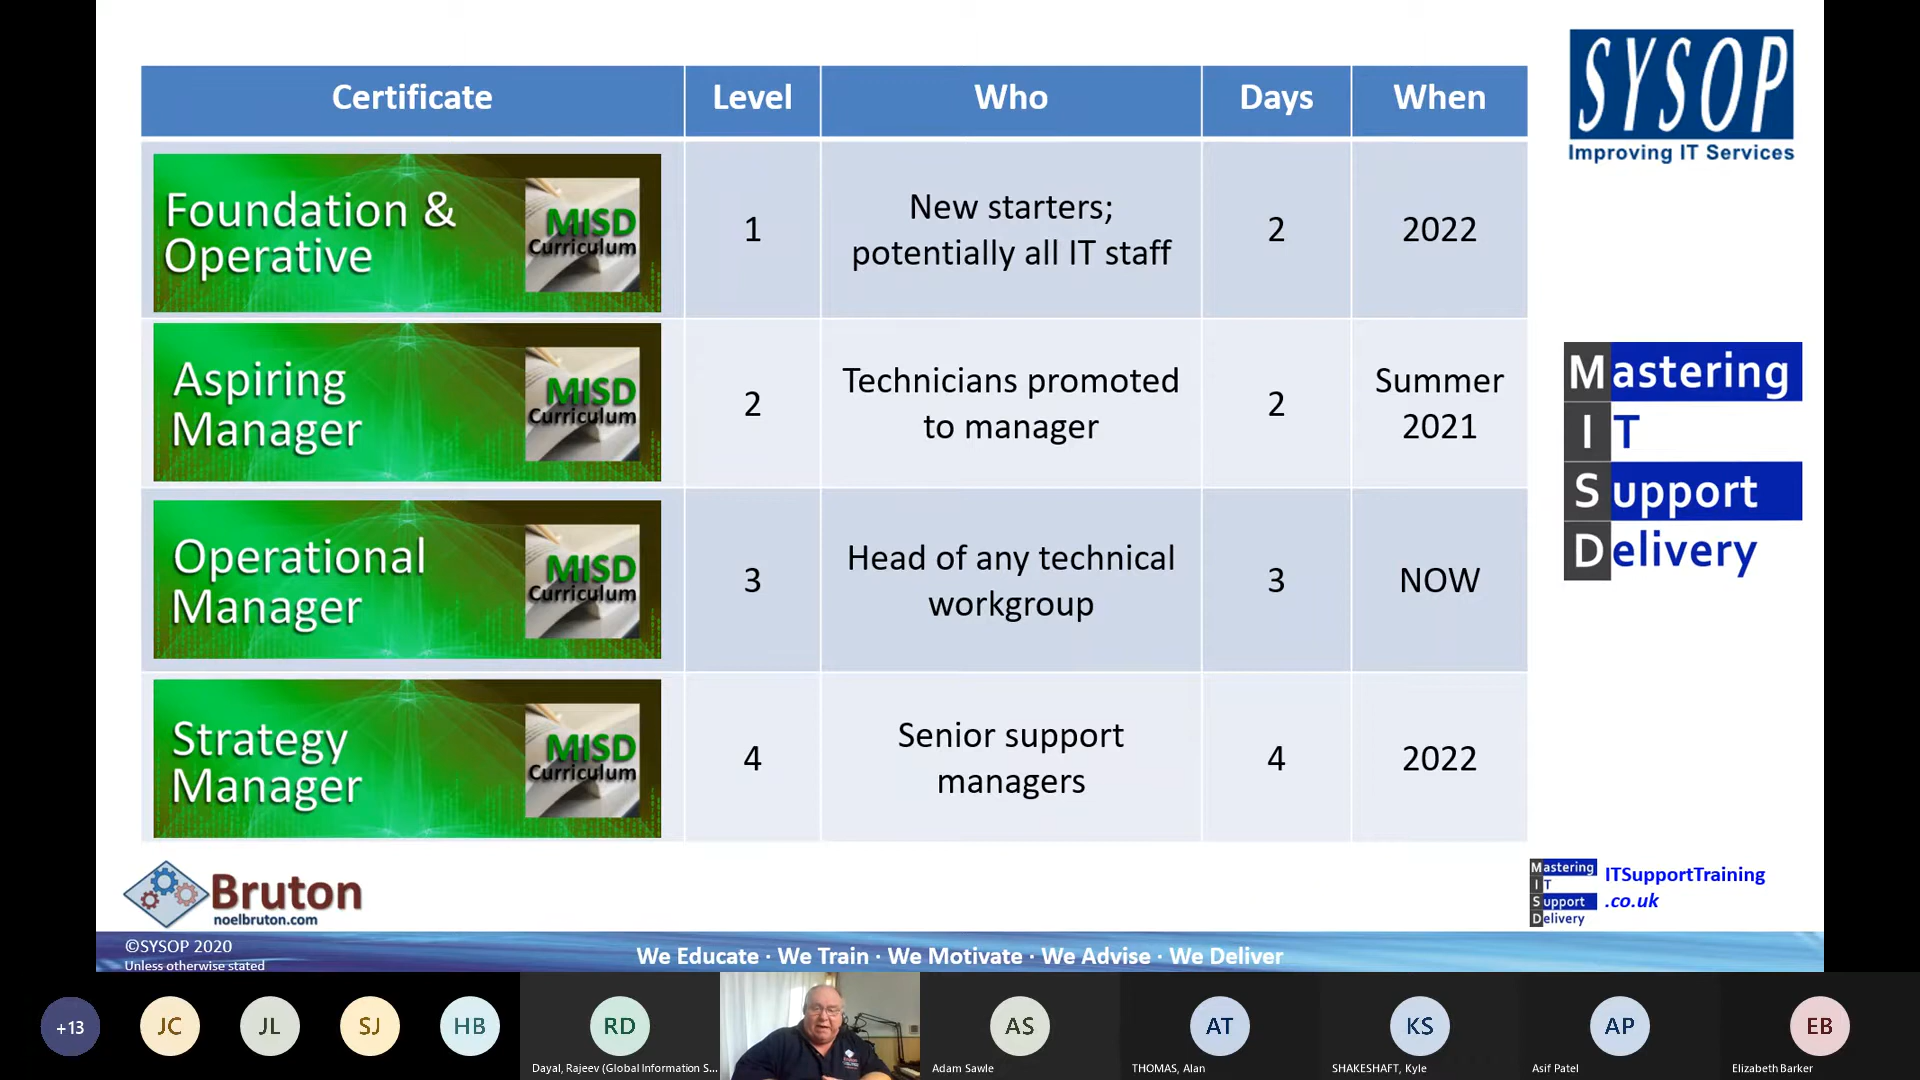 Certificate
Level
Who
Days
When
Foundation &
Operative
MISD
Curriculum
1
New starters;
potentially all IT staff
2
2022
Aspiring
Manager
MISD
Curriculum
2
Technicians promoted
to manager
2
Summer
2021
Operational
Manager
MISD
Curriculum
3
Head of any technical
workgroup
3
NOW
Strategy
Manager
MISD
Curriculum
4
Senior support
managers
4
2022
SYSOP
Improving IT Services
Mastering
IT
Support
Delivery
Bruton
noelbruton.com
Mastering
IT
Support
Delivery
ITSupportTraining
.co.uk
©SYSOP 2020
Unless otherwise stated
We Educate · We Train · We Motivate · We Advise · We Deliver
+13
JC
JL
SJ
HB
RD
Dayal, Rajeev (Global Information S...
AS
Adam Sawle
AT
THOMAS, Alan
KS
SHAKESHAFT, Kyle
AP
Asif Patel
EB
Elizabeth Barker